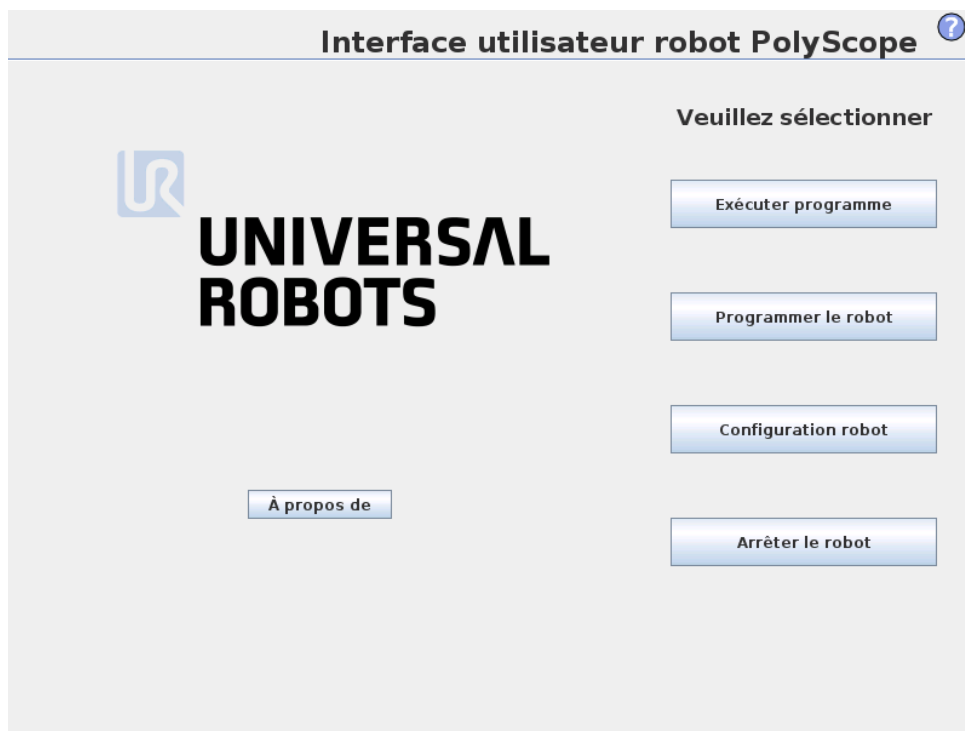 Interface utilisateur robot PolyScope
?
Veuillez sélectionner
UR
UNIVERSAL
ROBOTS
Exécuter programme
Programmer le robot
Configuration robot
À propos de
Arrêter le robot